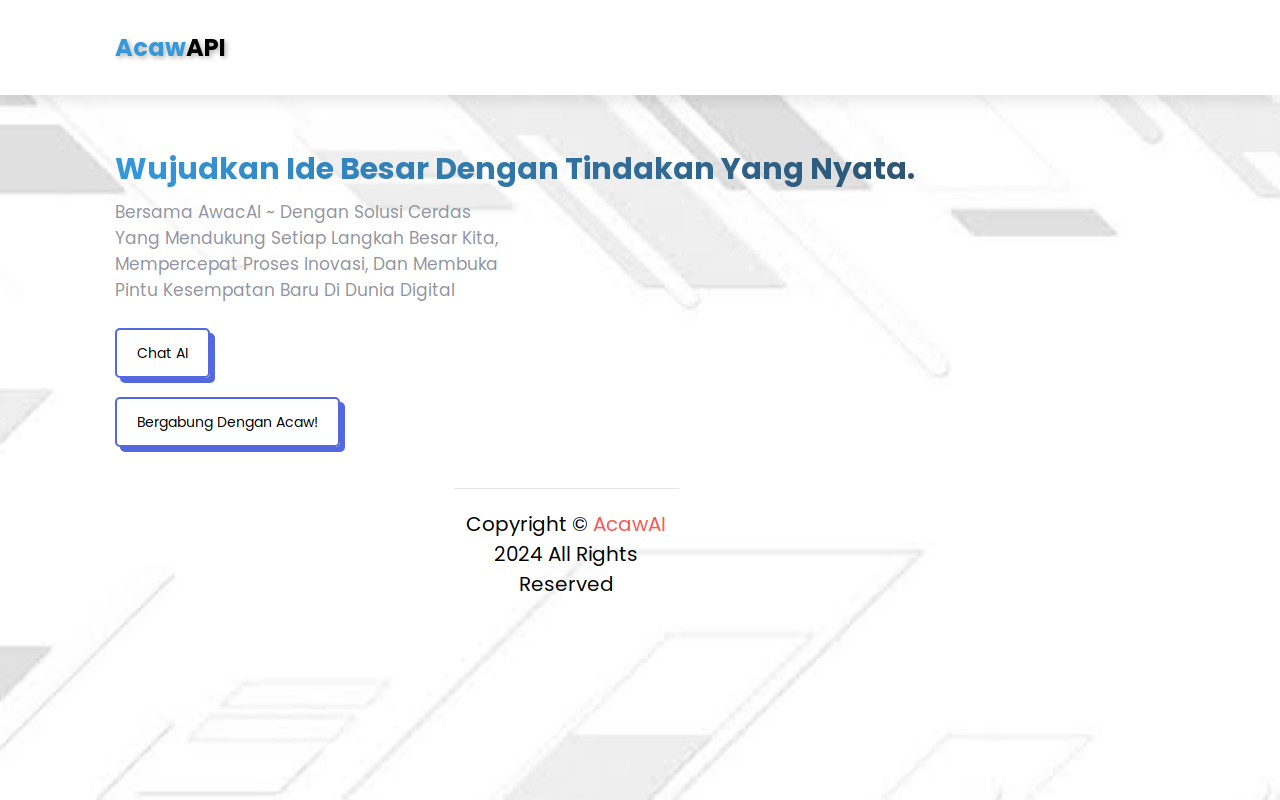 AcawAPI
Wujudkan Ide Besar Dengan Tindakan Yang Nyata.
Bersama AwacAI ~ Dengan Solusi Cerdas
Yang Mendukung Setiap Langkah Besar Kita,
Mempercepat Proses Inovasi, Dan Membuka
Pintu Kesempatan Baru Di Dunia Digital
Chat AI
Bergabung Dengan Acaw!
Copyright © AcawAI
2024 All Rights
Reserved